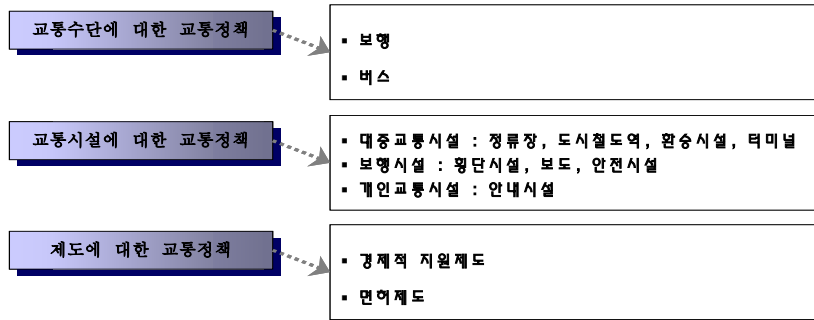 교통수단에 대한 교통정책
▪ 보행
▪ 버스
교통시설에 대한 교통정책
▪ 대중교통시설 : 정류장, 도시철도역, 환승시설, 터미널
▪ 보행시설 : 횡단시설, 보도, 안전시설
▪ 개인교통시설 : 안내시설
제도에 대한 교통정책
▪ 경제적 지원제도
▪ 면허제도